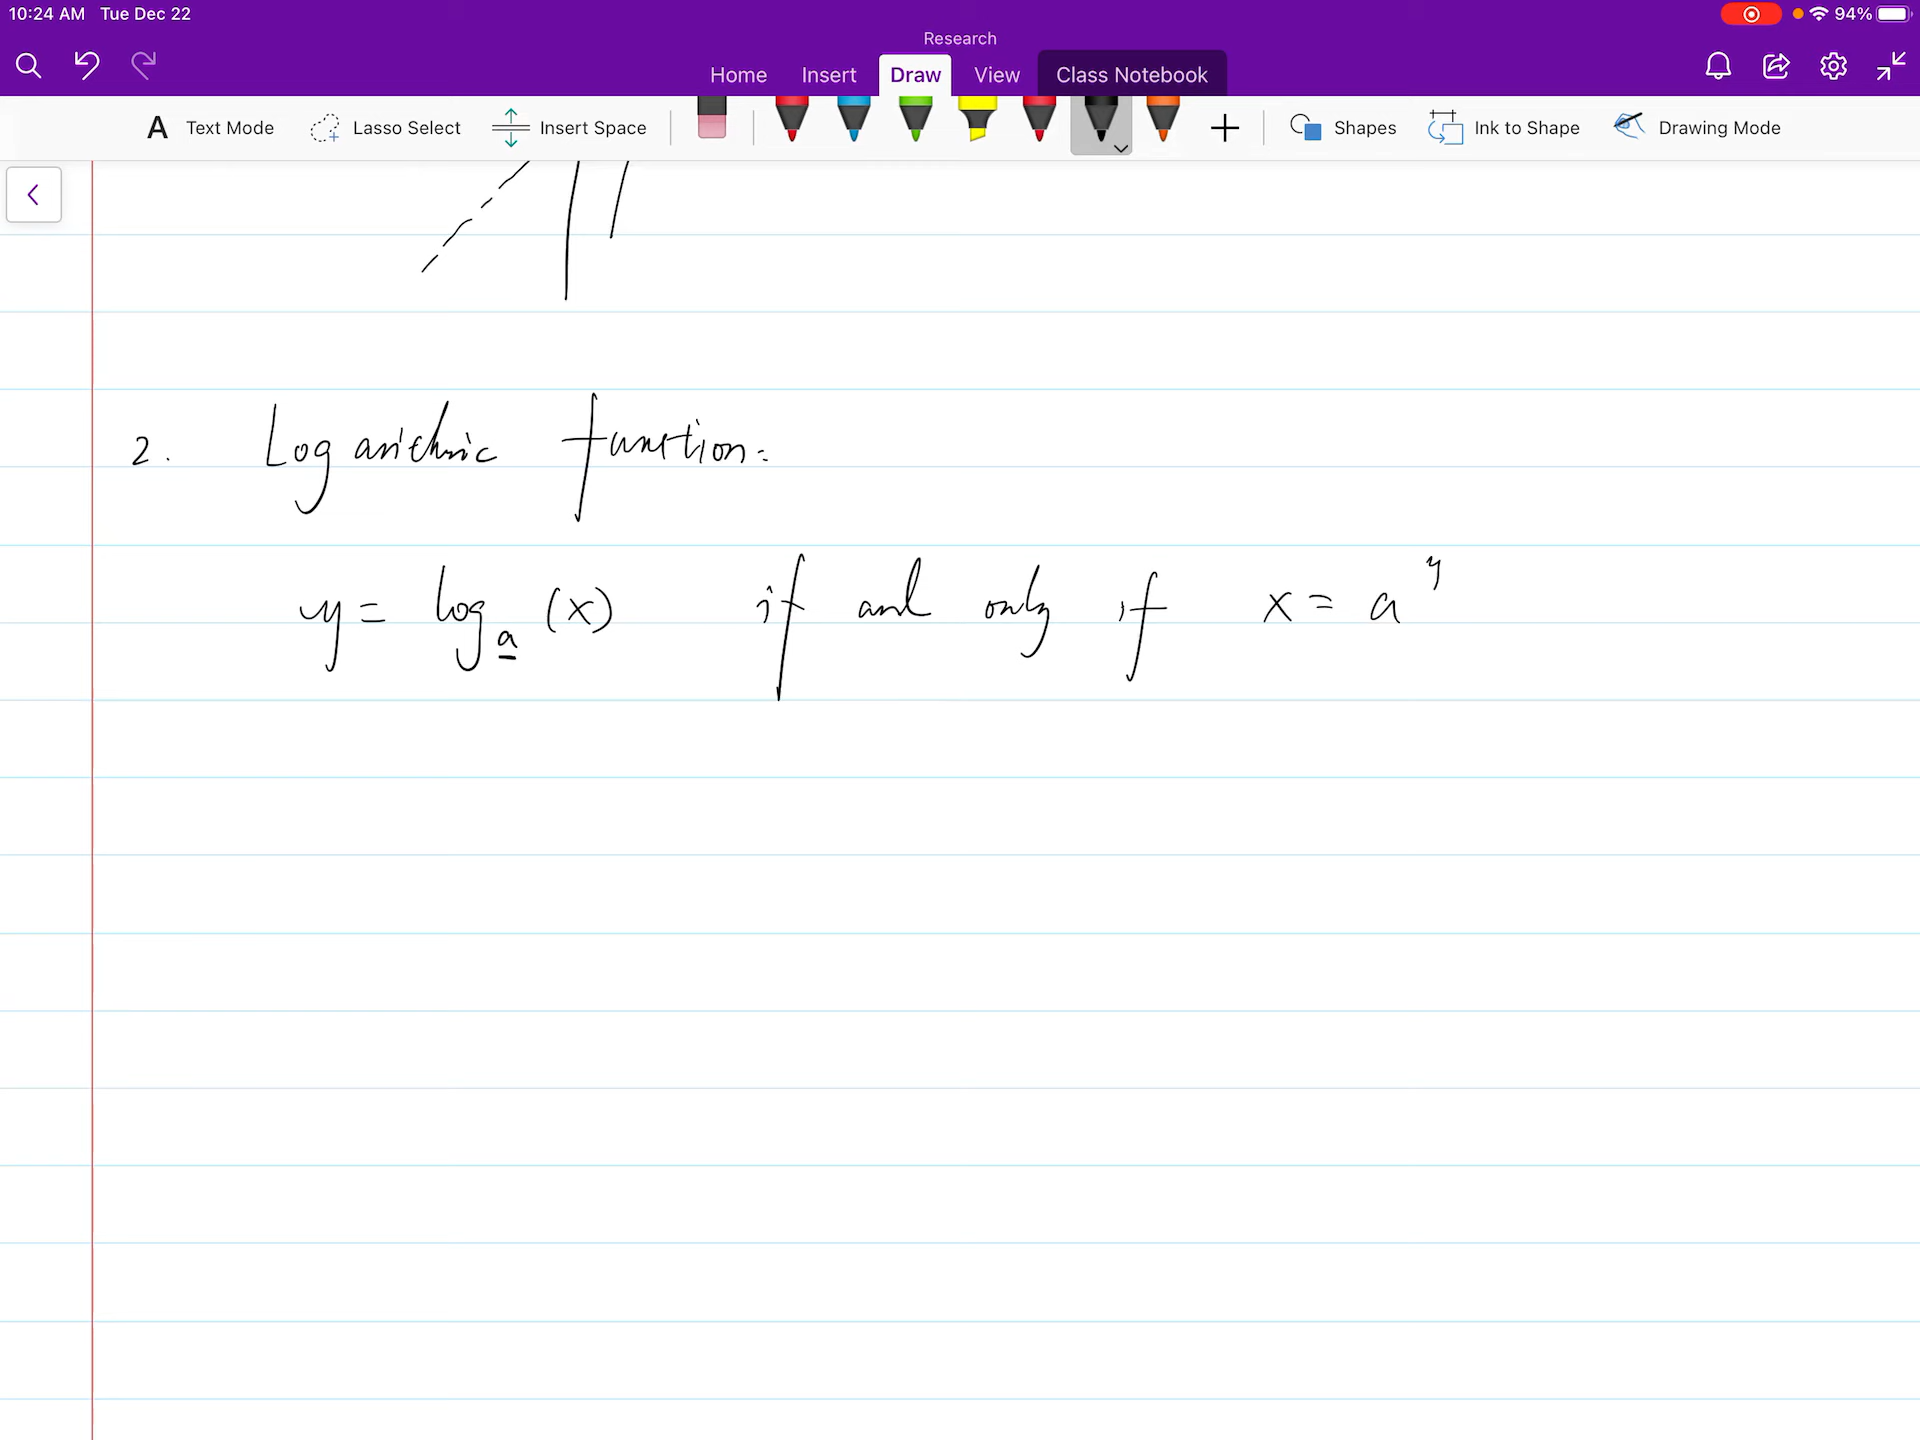 10:24 AM Tue Dec 22
94%
Research
Home Insert Draw View Class Notebook
Text Mode Lasso Select Insert Space Shapes Ink to Shape Drawing Mode
2. Logarithmic function:
y = log_a (x) if and only if x = a^y